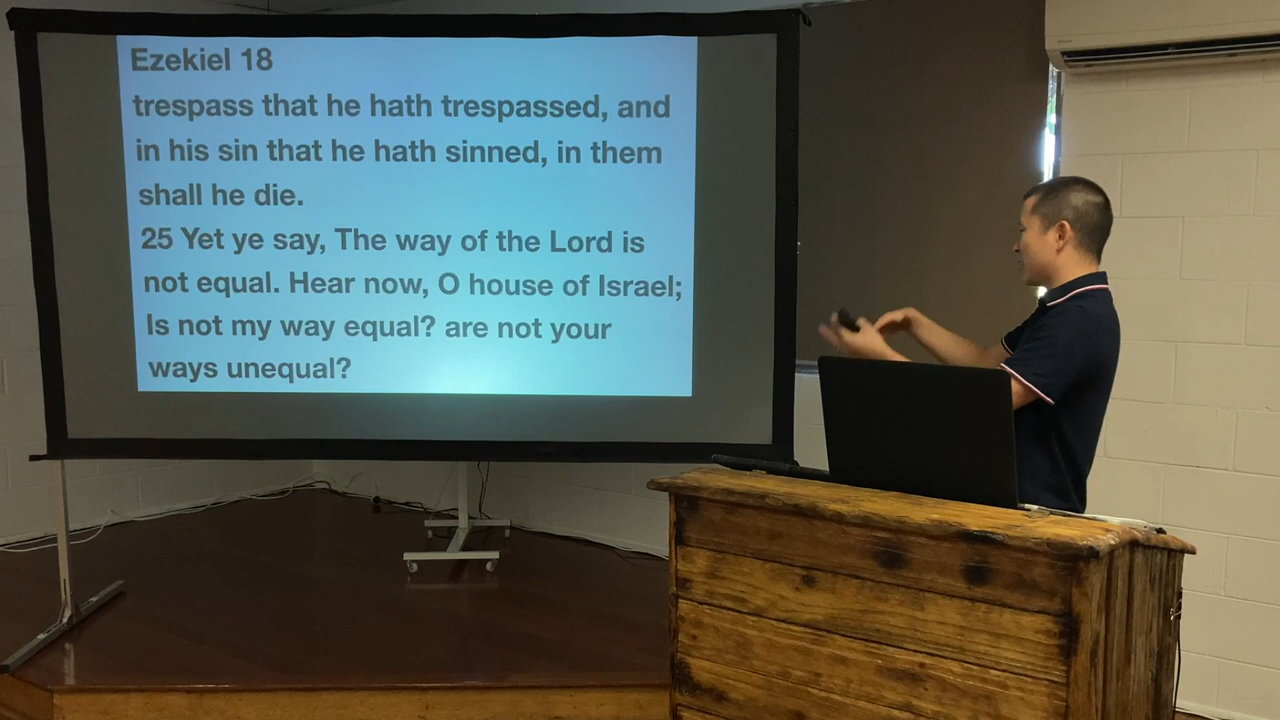 Ezekiel 18
trespass that he hath trespassed, and
in his sin that he hath sinned, in them
shall he die.
25 Yet ye say, The way of the Lord is
not equal. Hear now, O house of Israel;
Is not my way equal? are not your
ways unequal?